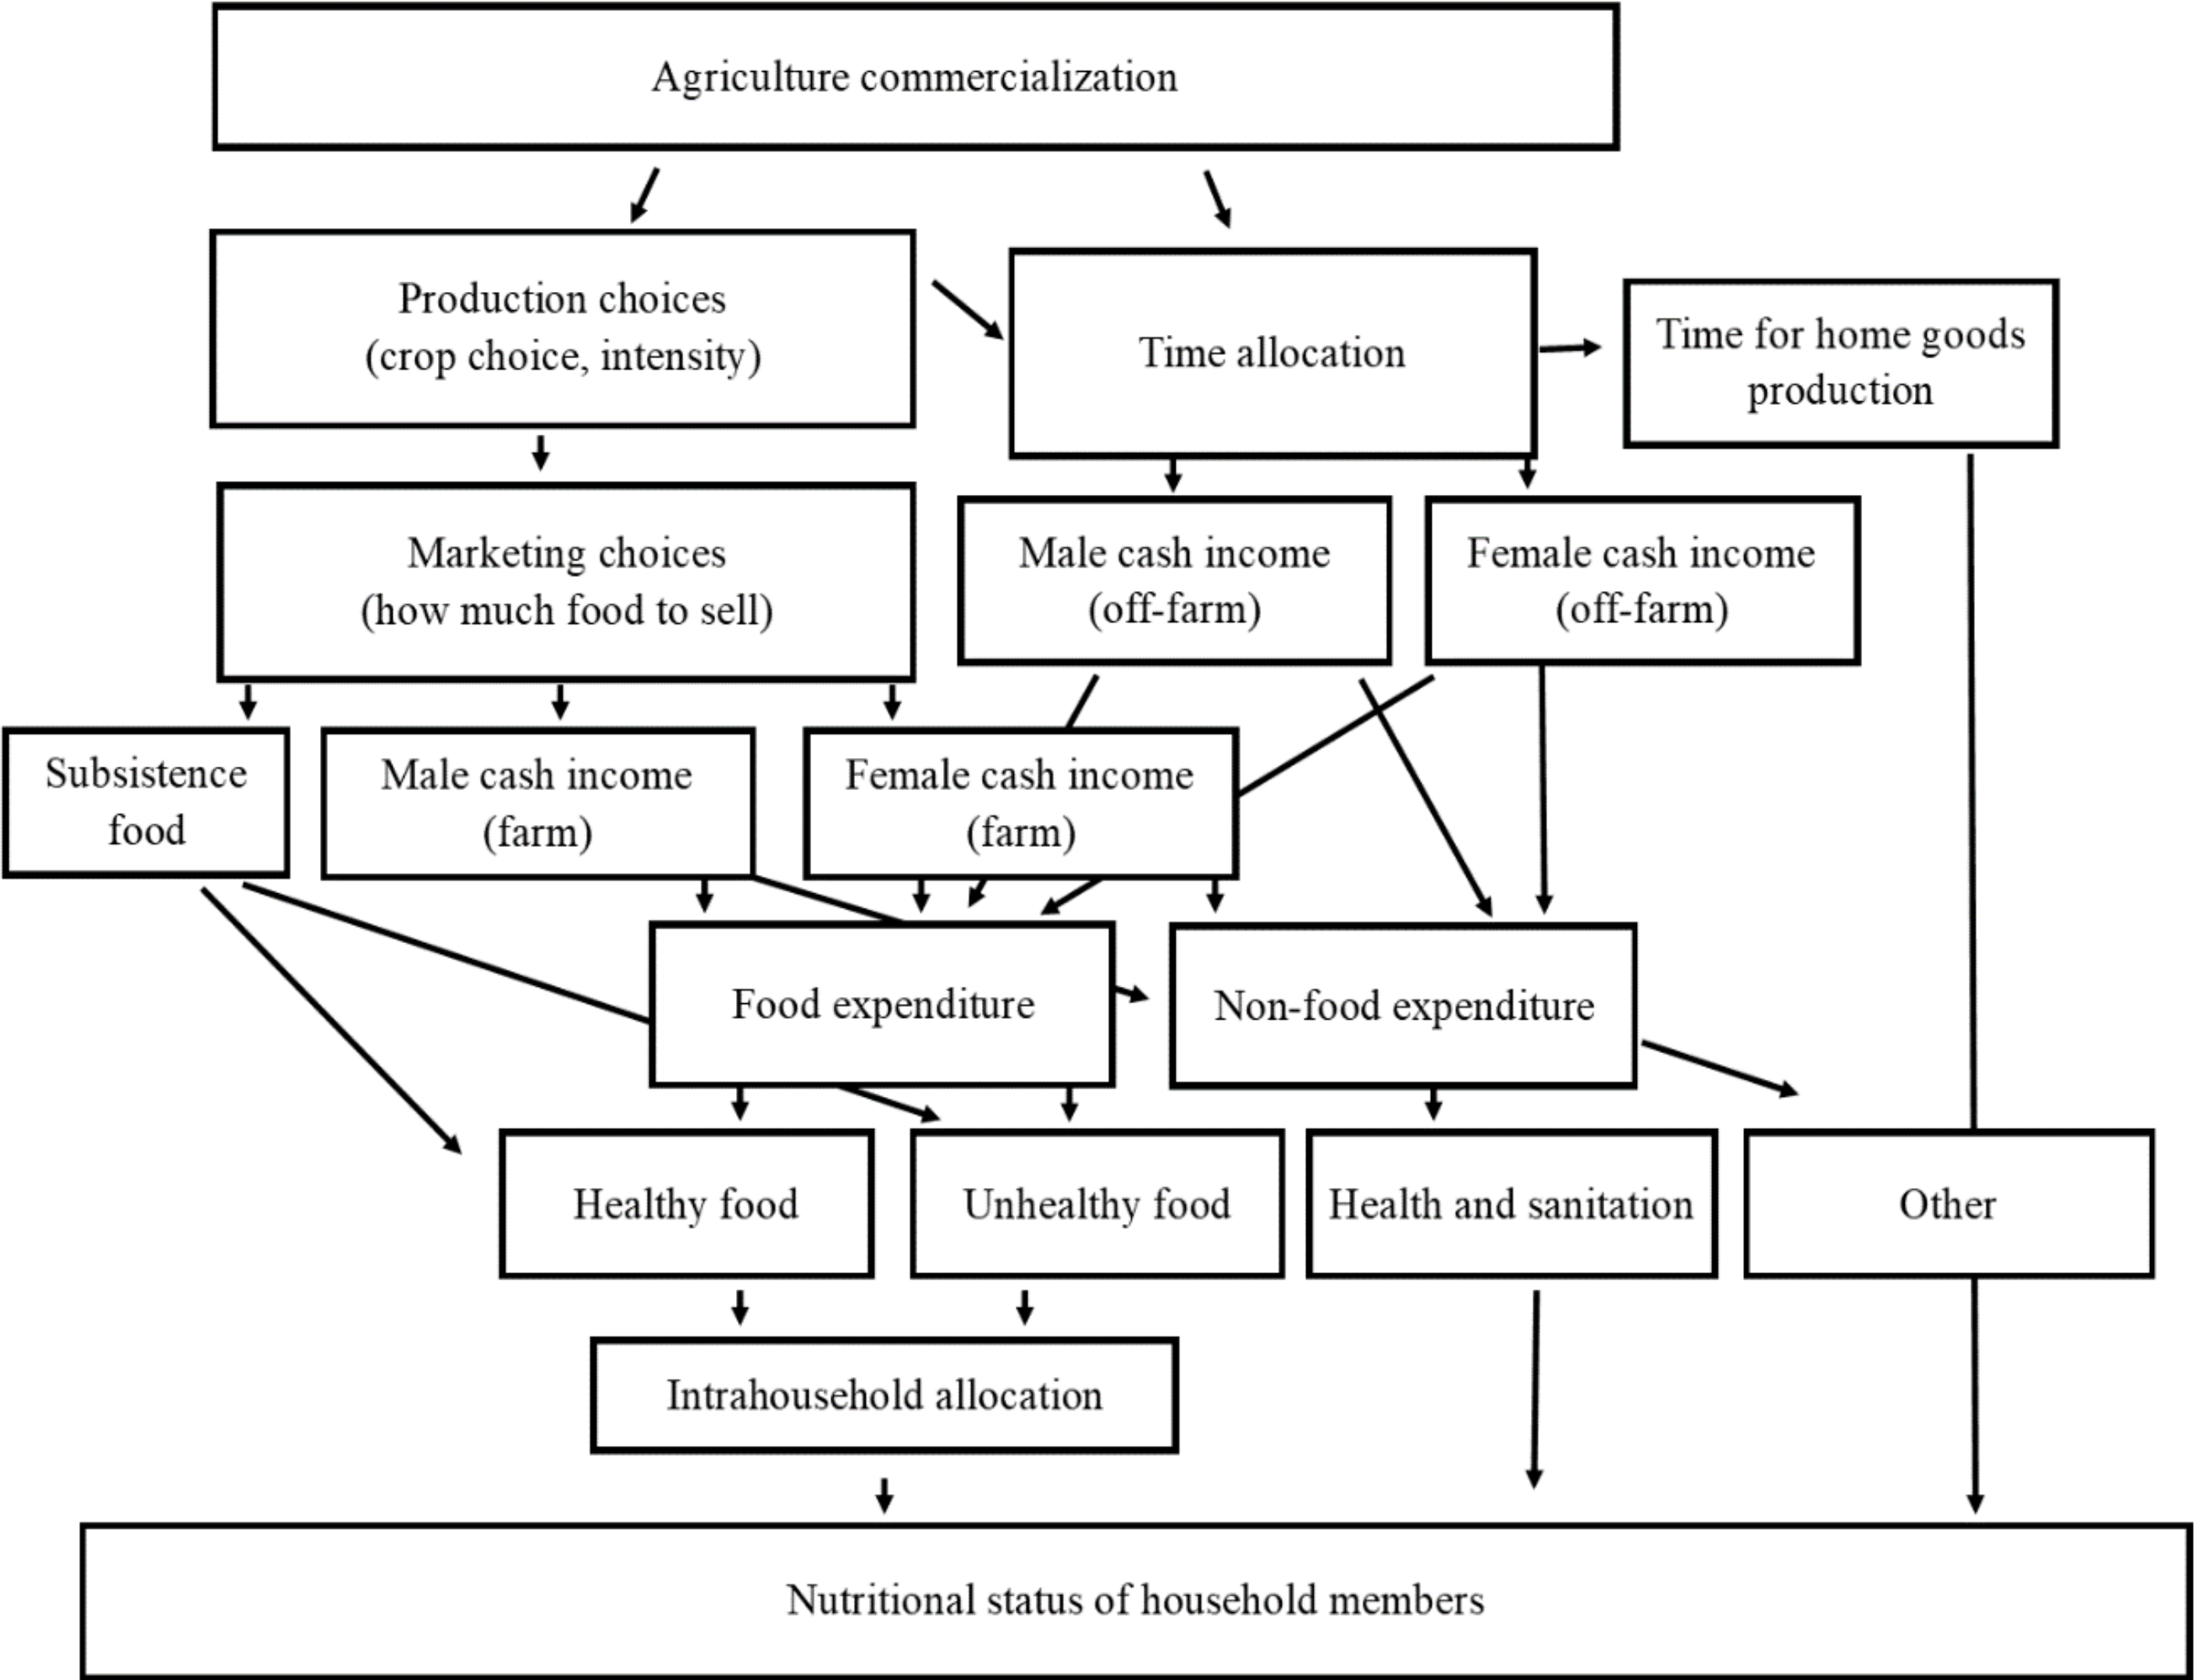 Agriculture commercialization
Production choices
(crop choice, intensity)
Time allocation
Time for home goods
production
Marketing choices
(how much food to sell)
Male cash income
(off-farm)
Female cash income
(off-farm)
Subsistence
food
Male cash income
(farm)
Female cash income
(farm)
Food expenditure
Non-food expenditure
Healthy food
Unhealthy food
Health and sanitation
Other
Intrahousehold allocation
Nutritional status of household members